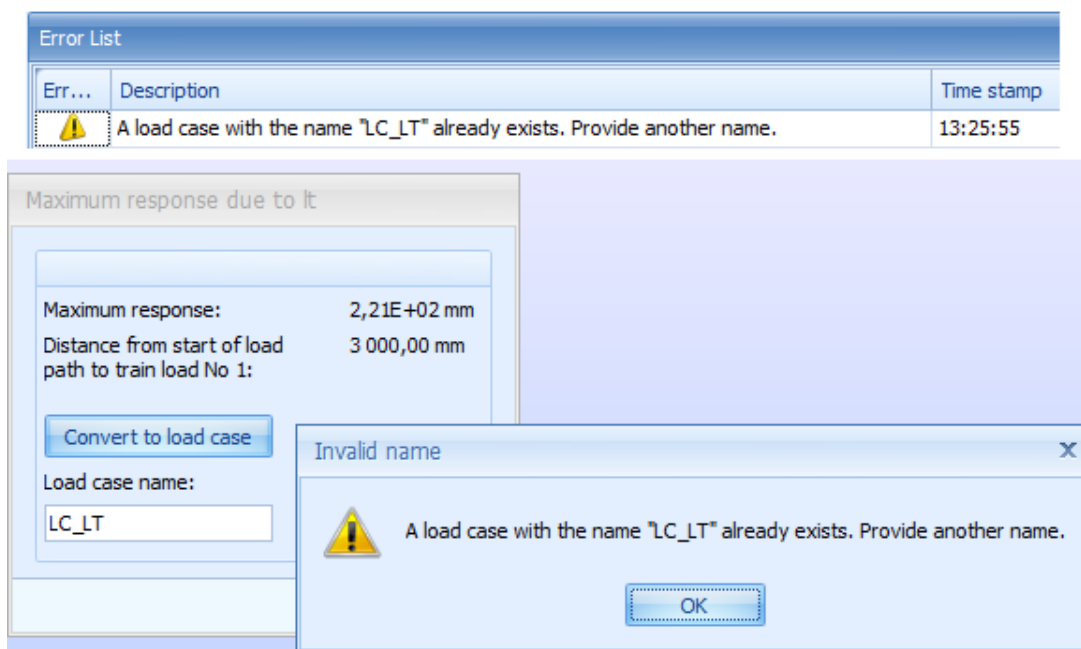 Error List
Err... Description Time stamp
A load case with the name "LC_LT" already exists. Provide another name. 13:25:55
Maximum response due to lt
Maximum response: 2,21E+02 mm
Distance from start of load 3 000,00 mm
path to train load No 1:
Convert to load case
Load case name:
LC_LT
Invalid name
x
A load case with the name "LC_LT" already exists. Provide another name.
OK